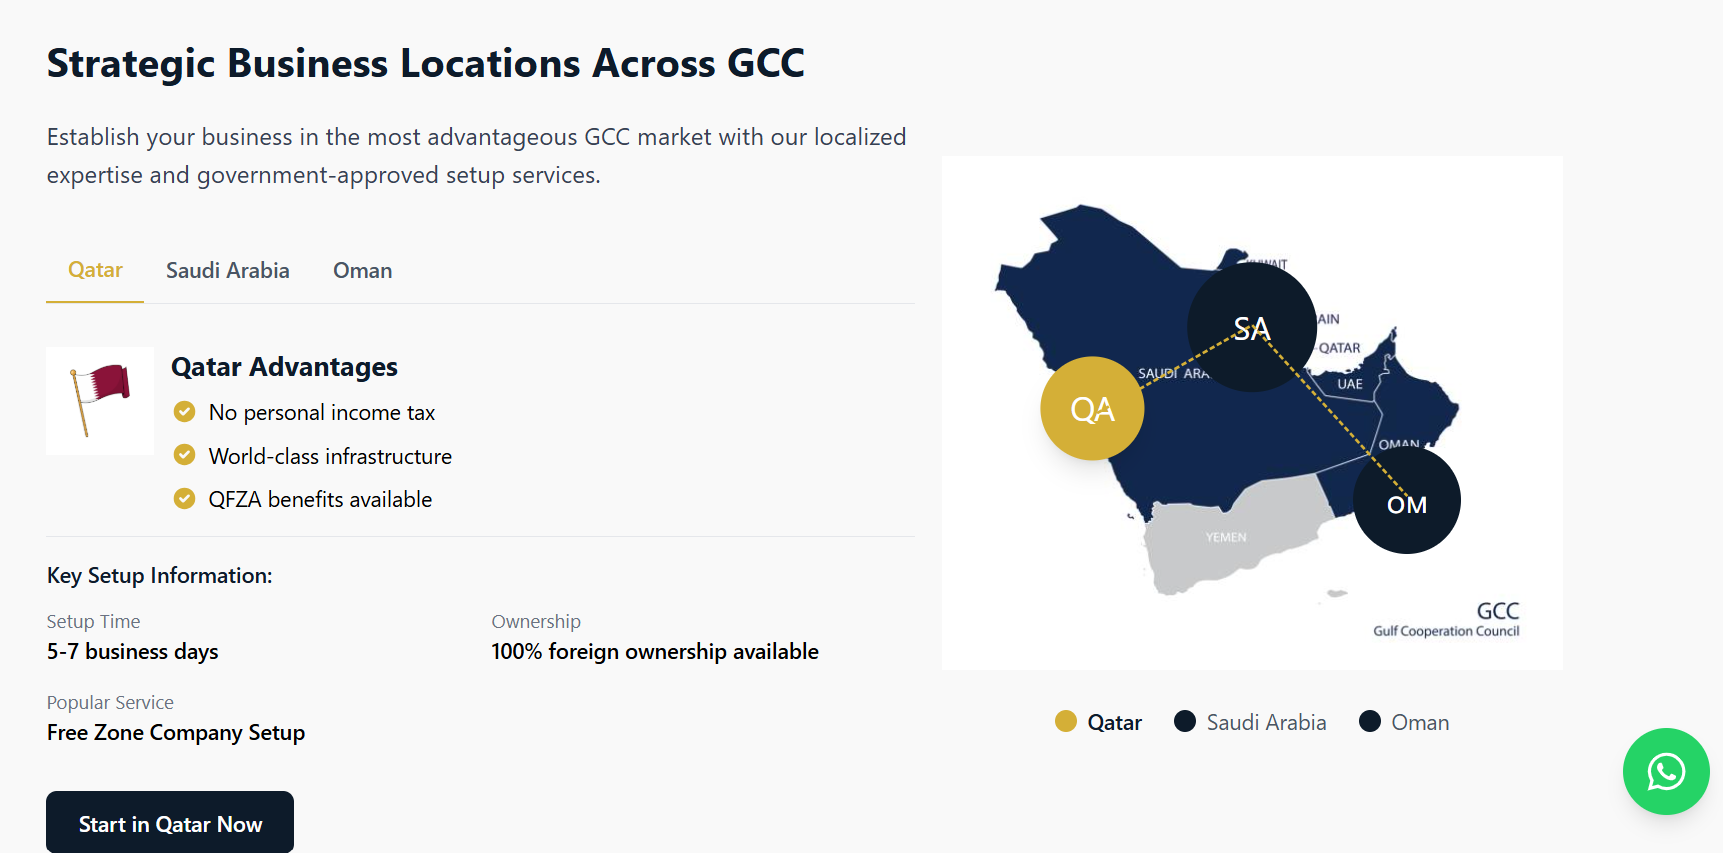 Strategic Business Locations Across GCC
Establish your business in the most advantageous GCC market with our localized
expertise and government-approved setup services.
Qatar
Saudi Arabia
Oman
Qatar Advantages
No personal income tax
World-class infrastructure
QFZA benefits available
Key Setup Information:
Setup Time
5-7 business days
Ownership
100% foreign ownership available
Popular Service
Free Zone Company Setup
Start in Qatar Now
KUWAIT
SA
AIN
QATAR
SAUDI ARA
UAE
QA
OMAN
OM
YEMEN
GCC
Gulf Cooperation Council
Qatar
Saudi Arabia
Oman